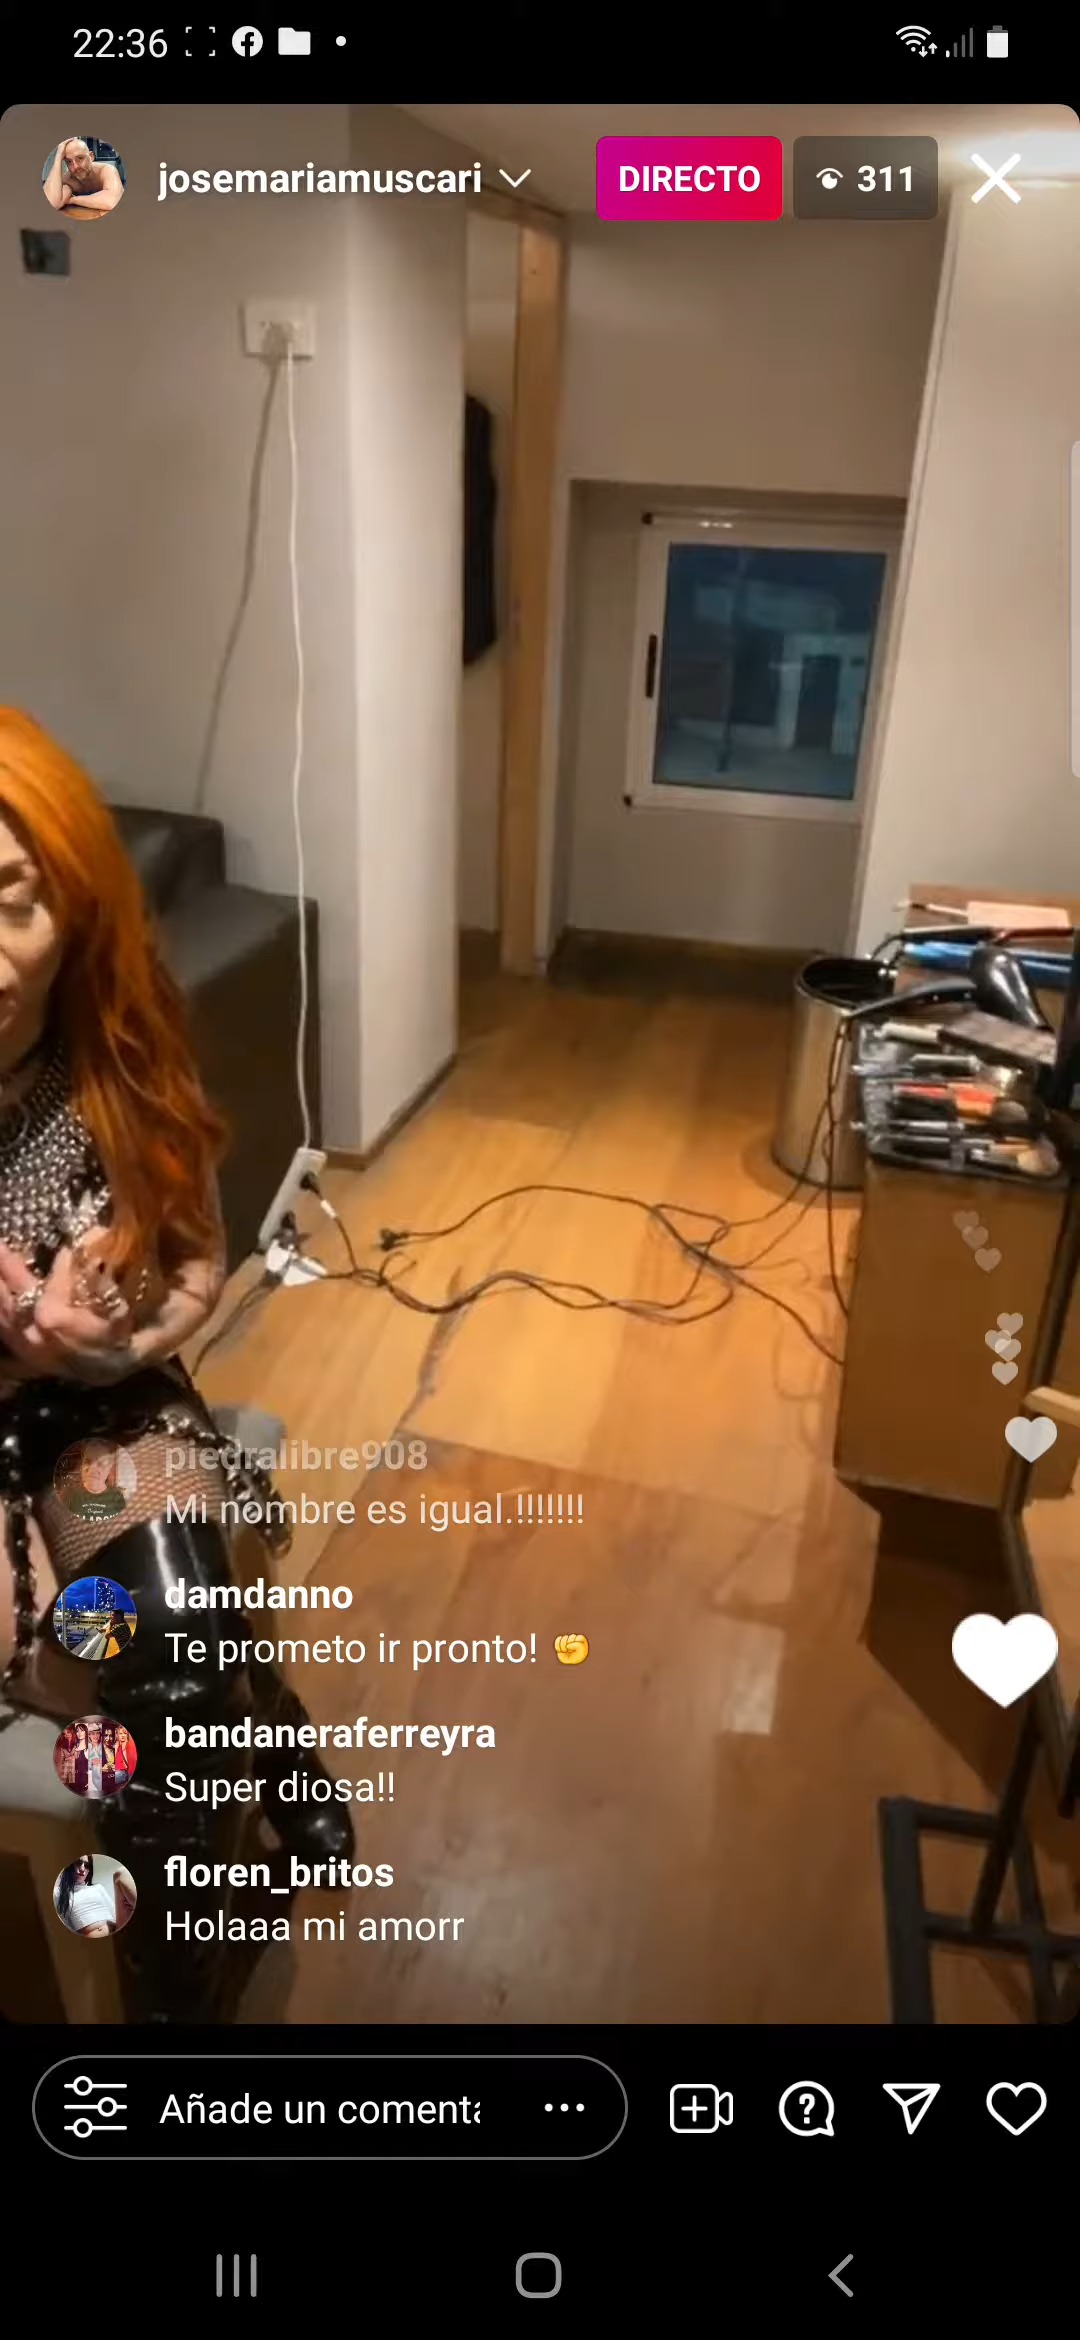 22:36
josemariamuscari
DIRECTO
311
piedralibre908
Mi nombre es igual.!!!!!!!
damdanno
Te prometo ir pronto! ✊
bandaneraferreyra
Super diosa!!
floren_britos
Holaaa mi amorr
Añade un coment